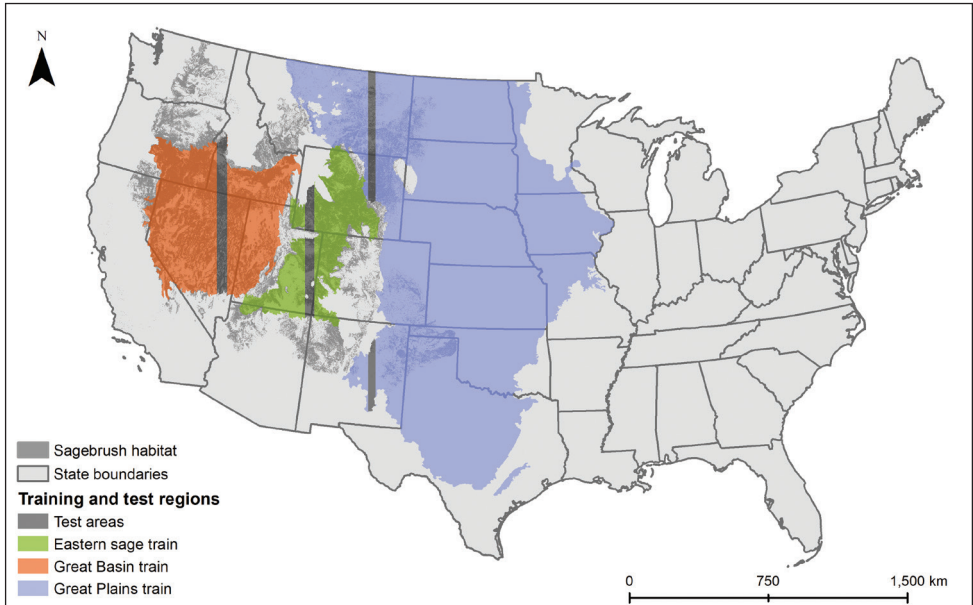 N
Sagebrush habitat
State boundaries
Training and test regions
Test areas
Eastern sage train
Great Basin train
Great Plains train
0 750 1,500 km